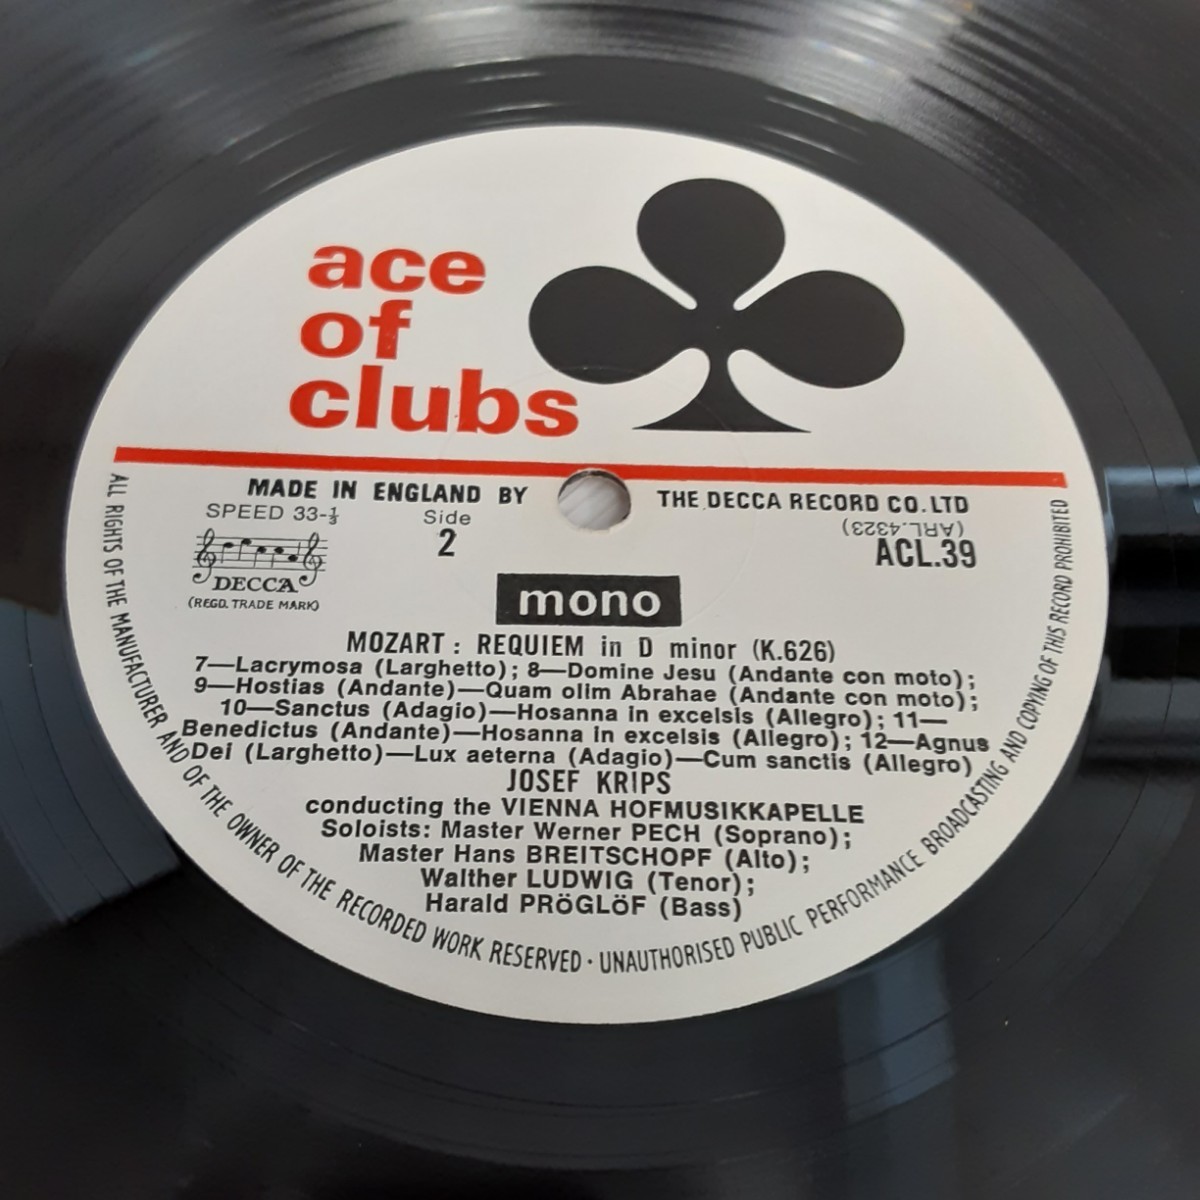 ace
of
clubs
MADE IN ENGLAND BY THE DECCA RECORD CO. LTD
SPEED 33-⅓
Side
2
(ARL.4323)
ACL.39
DECCA
(REGD. TRADE MARK)
mono
MOZART : REQUIEM in D minor (K.626)
7—Lacrymosa (Larghetto); 8—Domine Jesu (Andante con moto);
9—Hostias (Andante)—Quam olim Abrahae (Andante con moto);
10—Sanctus (Adagio)—Hosanna in excelsis (Allegro); 11—
Benedictus (Andante)—Hosanna in excelsis (Allegro); 12—Agnus
Dei (Larghetto)—Lux aeterna (Adagio)—Cum sanctis (Allegro)
JOSEF KRIPS
conducting the VIENNA HOFMUSIKKAPELLE
Soloists: Master Werner PECH (Soprano);
Master Hans BREITSCHOPF (Alto);
Walther LUDWIG (Tenor);
Harald PRÖGLÖF (Bass)
ALL RIGHTS OF THE MANUFACTURER AND OF THE OWNER OF THE RECORDED WORK RESERVED · UNAUTHORISED PUBLIC PERFORMANCE BROADCASTING AND COPYING OF THIS RECORD PROHIBITED